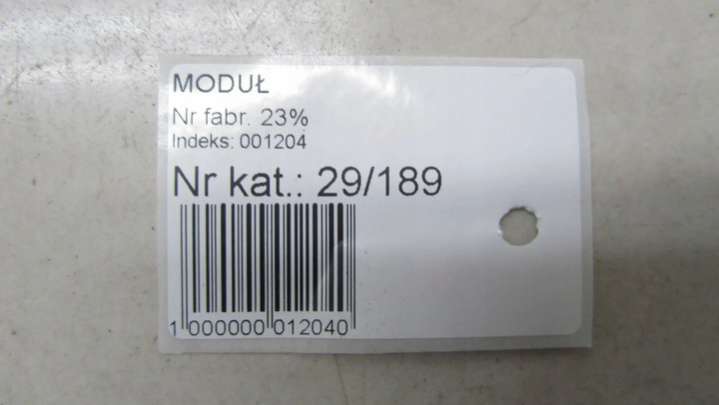 MODUŁ
Nr fabr. 23%
Indeks: 001204
Nr kat.: 29/189
1 000000 012040